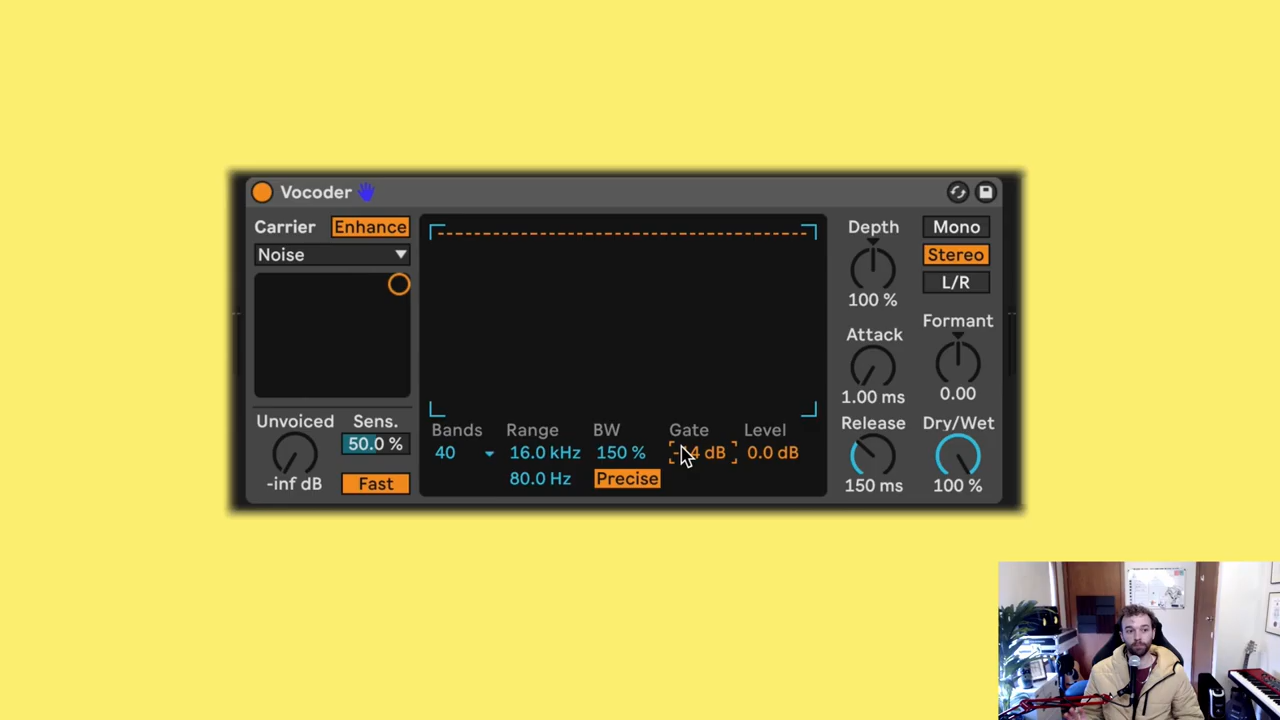 Vocoder
Carrier Enhance
Noise
Unvoiced Sens.
50.0 %
-inf dB Fast
Bands Range BW Gate Level
40 16.0 kHz 150 % dB 0.0 dB
80.0 Hz Precise
Depth
100 %
Attack
1.00 ms
Release
150 ms
Mono
Stereo
L/R
Formant
0.00
Dry/Wet
100 %